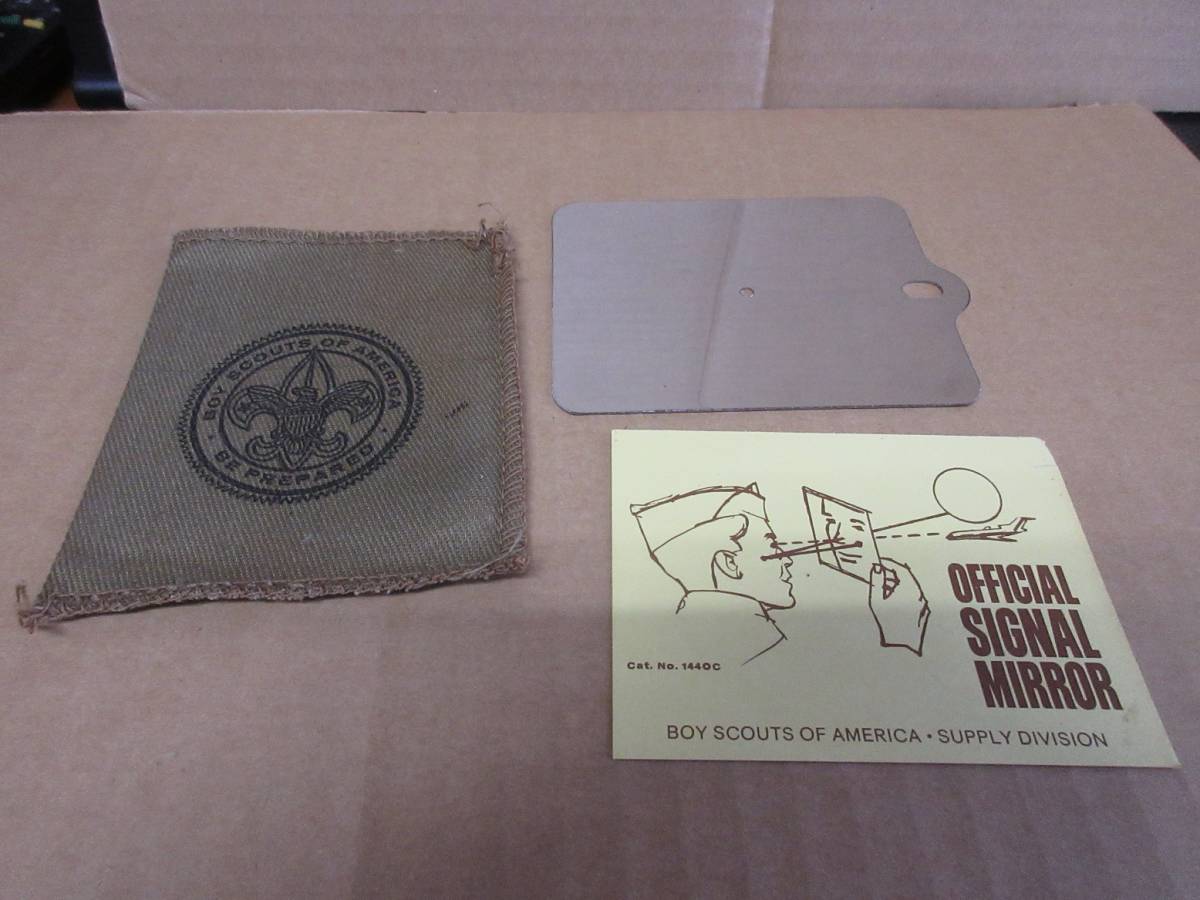 BOY SCOUTS OF AMERICA
• BE PREPARED •
OFFICIAL
SIGNAL
MIRROR
Cat. No. 1440C
BOY SCOUTS OF AMERICA • SUPPLY DIVISION